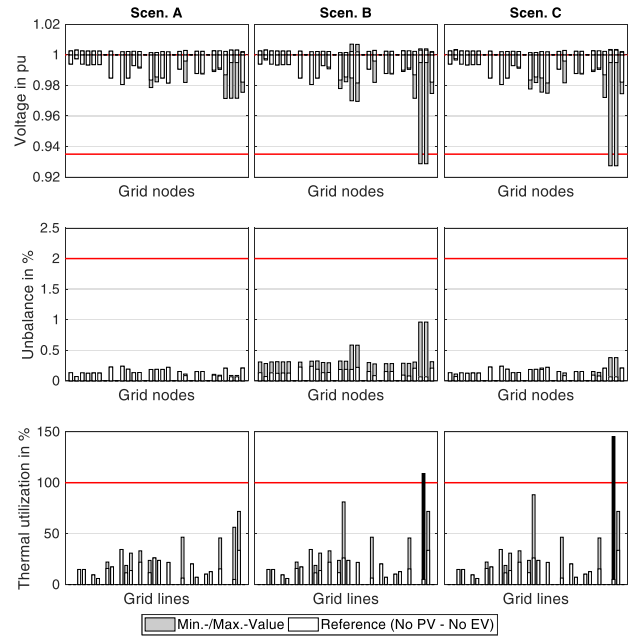 Scen. A Scen. B Scen. C
1.02
1
0.98
0.96
0.94
0.92
Voltage in pu
Grid nodes Grid nodes Grid nodes
2.5
2
1.5
1
0.5
0
Unbalance in %
Grid nodes Grid nodes Grid nodes
150
100
50
0
Thermal utilization in %
Grid lines Grid lines Grid lines
Min.-/Max.-Value Reference (No PV - No EV)